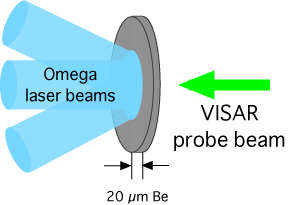 Omega
laser beams
VISAR
probe beam
20 µm Be